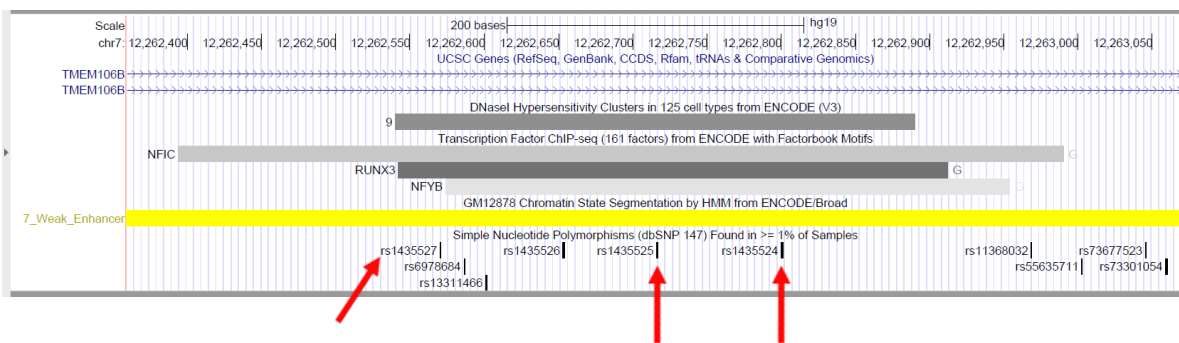 Scale 200 bases hg19
chr7: 12,262,400 12,262,450 12,262,500 12,262,550 12,262,600 12,262,650 12,262,700 12,262,750 12,262,800 12,262,850 12,262,900 12,262,950 12,263,000 12,263,050
UCSC Genes (RefSeq, GenBank, CCDS, Rfam, tRNAs & Comparative Genomics)
TMEM106B
TMEM106B
DNaseI Hypersensitivity Clusters in 125 cell types from ENCODE (V3)
9
Transcription Factor ChIP-seq (161 factors) from ENCODE with Factorbook Motifs
NFIC G
RUNX3 G
NFYB G
GM12878 Chromatin State Segmentation by HMM from ENCODE/Broad
7_Weak_Enhancer
Simple Nucleotide Polymorphisms (dbSNP 147) Found in >= 1% of Samples
rs1435527 rs1435526 rs1435525 rs1435524 rs11368032 rs73677523
rs6978684 rs55635711 rs73301054
rs13311466